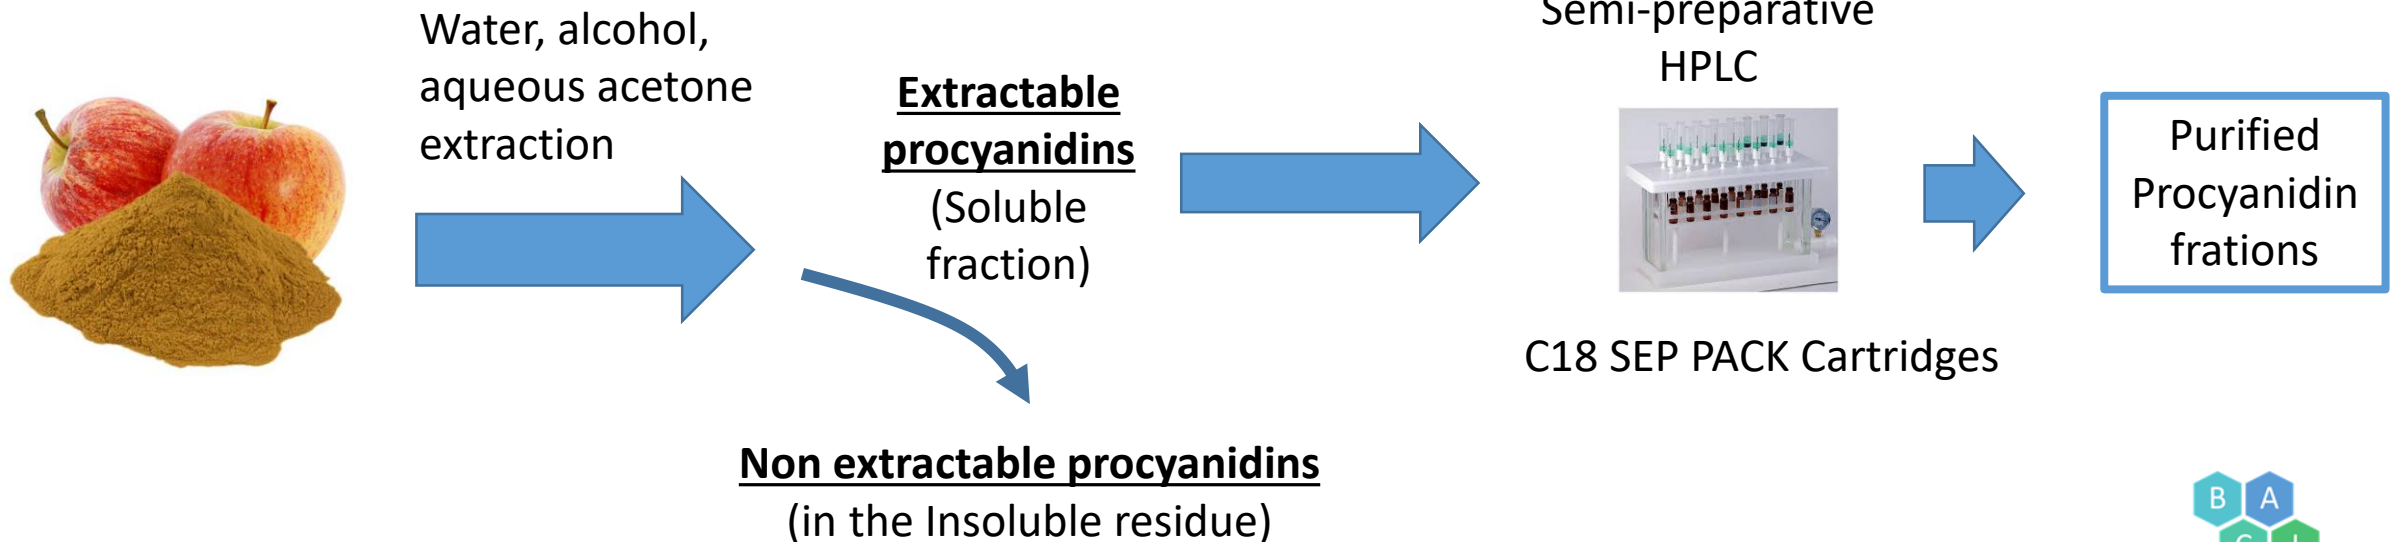 Water, alcohol,
aqueous acetone
extraction
Extractable
procyanidins
(Soluble
fraction)
Semi-preparative
HPLC
C18 SEP PACK Cartridges
Purified
Procyanidin
frations
Non extractable procyanidins
(in the Insoluble residue)
B A